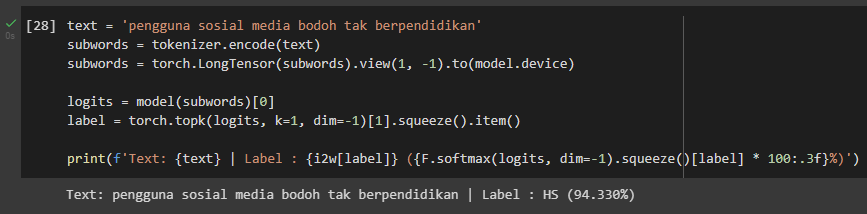 [28] text = 'pengguna sosial media bodoh tak berpendidikan'
subwords = tokenizer.encode(text)
subwords = torch.LongTensor(subwords).view(1, -1).to(model.device)
logits = model(subwords)[0]
label = torch.topk(logits, k=1, dim=-1)[1].squeeze().item()
print(f'Text: {text} | Label : {i2w[label]} ({F.softmax(logits, dim=-1).squeeze()[label] * 100:.3f}%)')
0s
Text: pengguna sosial media bodoh tak berpendidikan | Label : HS (94.330%)